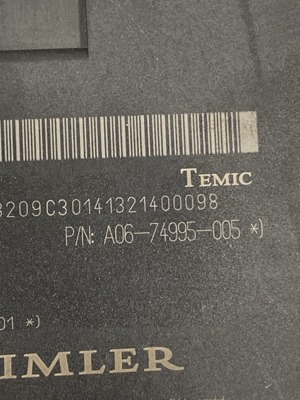 TEMIC
3209C30141321400098
P/N: A06-74995-005 *)
01 *)
IMLER